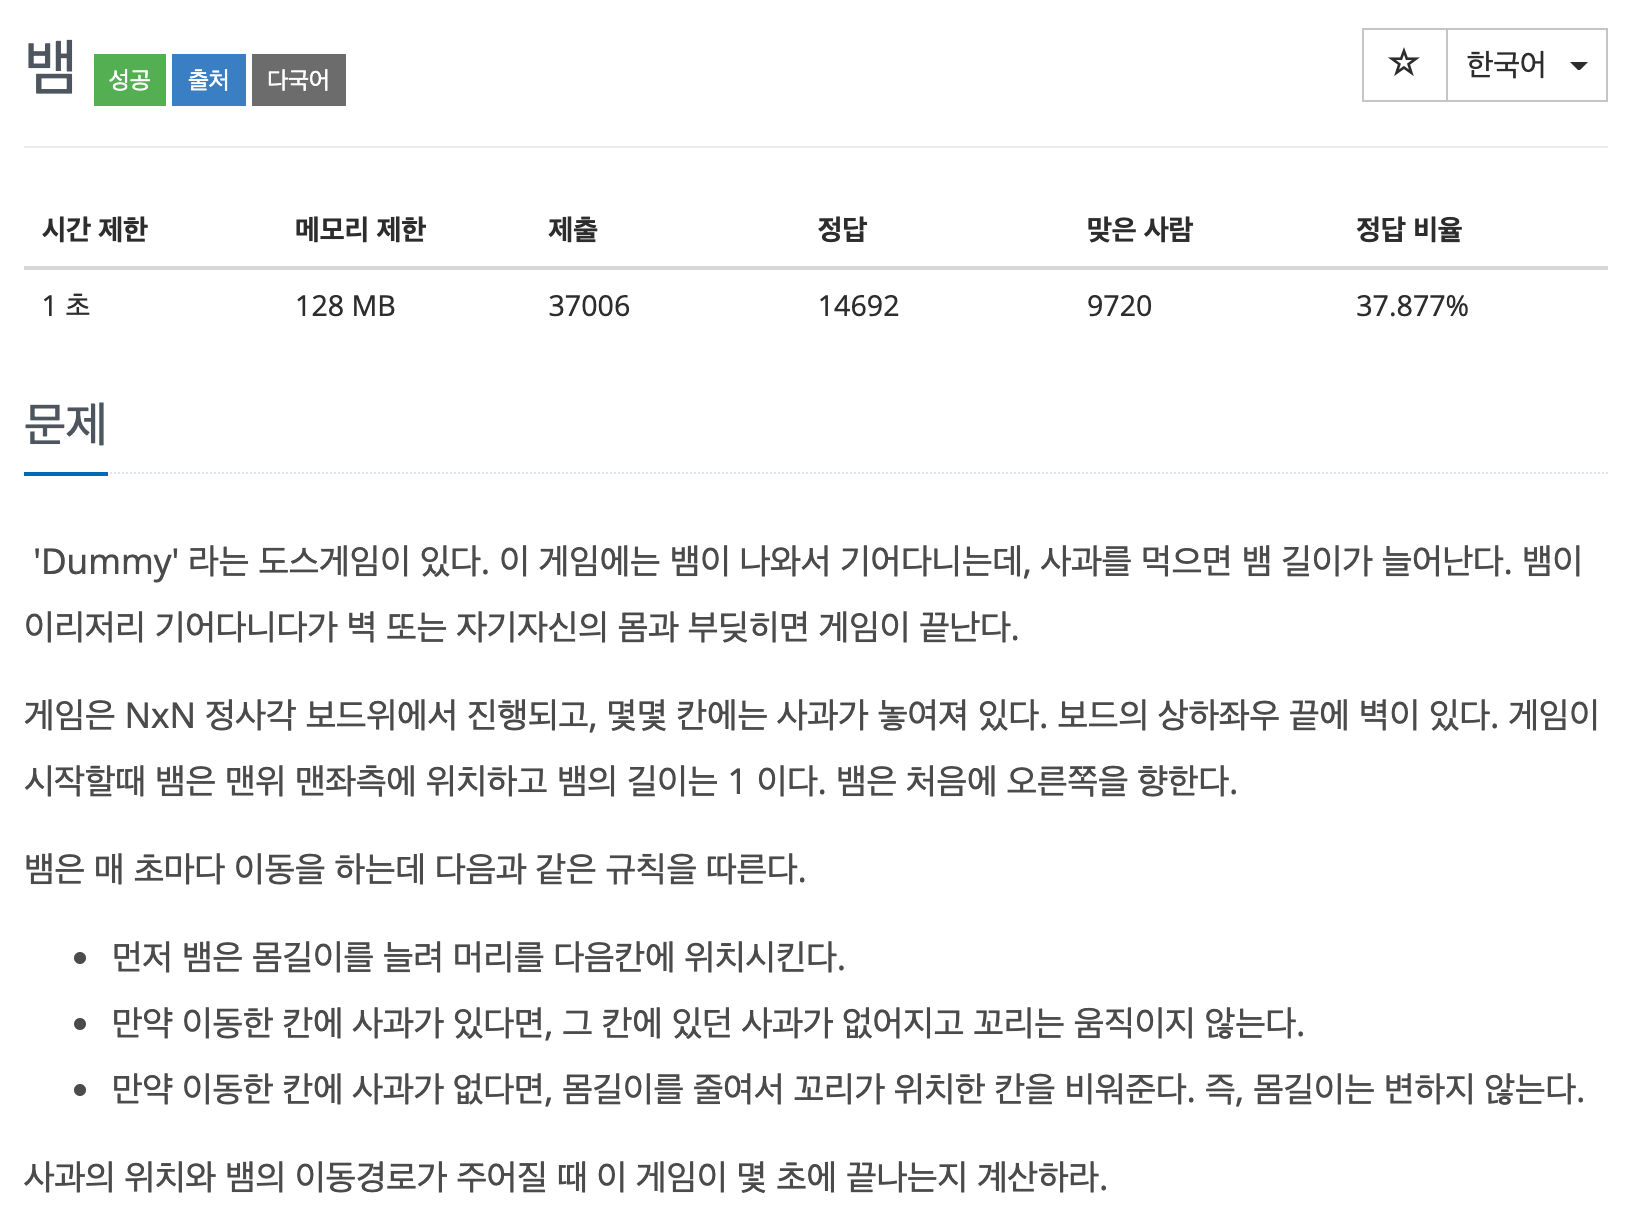 뱀 성공 출처 다국어 ☆ 한국어
시간 제한 메모리 제한 제출 정답 맞은 사람 정답 비율
1 초 128 MB 37006 14692 9720 37.877%
문제
'Dummy' 라는 도스게임이 있다. 이 게임에는 뱀이 나와서 기어다니는데, 사과를 먹으면 뱀 길이가 늘어난다. 뱀이
이리저리 기어다니다가 벽 또는 자기자신의 몸과 부딪히면 게임이 끝난다.
게임은 NxN 정사각 보드위에서 진행되고, 몇몇 칸에는 사과가 놓여져 있다. 보드의 상하좌우 끝에 벽이 있다. 게임이
시작할때 뱀은 맨위 맨좌측에 위치하고 뱀의 길이는 1 이다. 뱀은 처음에 오른쪽을 향한다.
뱀은 매 초마다 이동을 하는데 다음과 같은 규칙을 따른다.
• 먼저 뱀은 몸길이를 늘려 머리를 다음칸에 위치시킨다.
• 만약 이동한 칸에 사과가 있다면, 그 칸에 있던 사과가 없어지고 꼬리는 움직이지 않는다.
• 만약 이동한 칸에 사과가 없다면, 몸길이를 줄여서 꼬리가 위치한 칸을 비워준다. 즉, 몸길이는 변하지 않는다.
사과의 위치와 뱀의 이동경로가 주어질 때 이 게임이 몇 초에 끝나는지 계산하라.